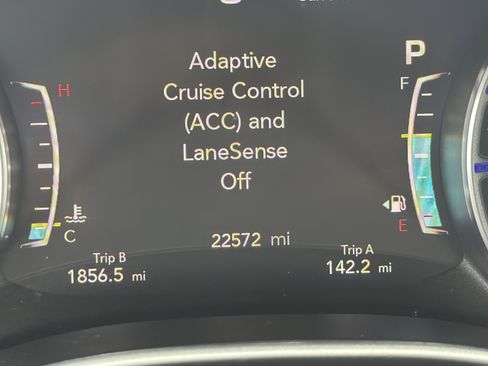 P
Adaptive
H
F
Cruise Control
(ACC) and
LaneSense
Off
E
C
22572 mi
Trip B
Trip A
1856.5 mi
142.2 mi